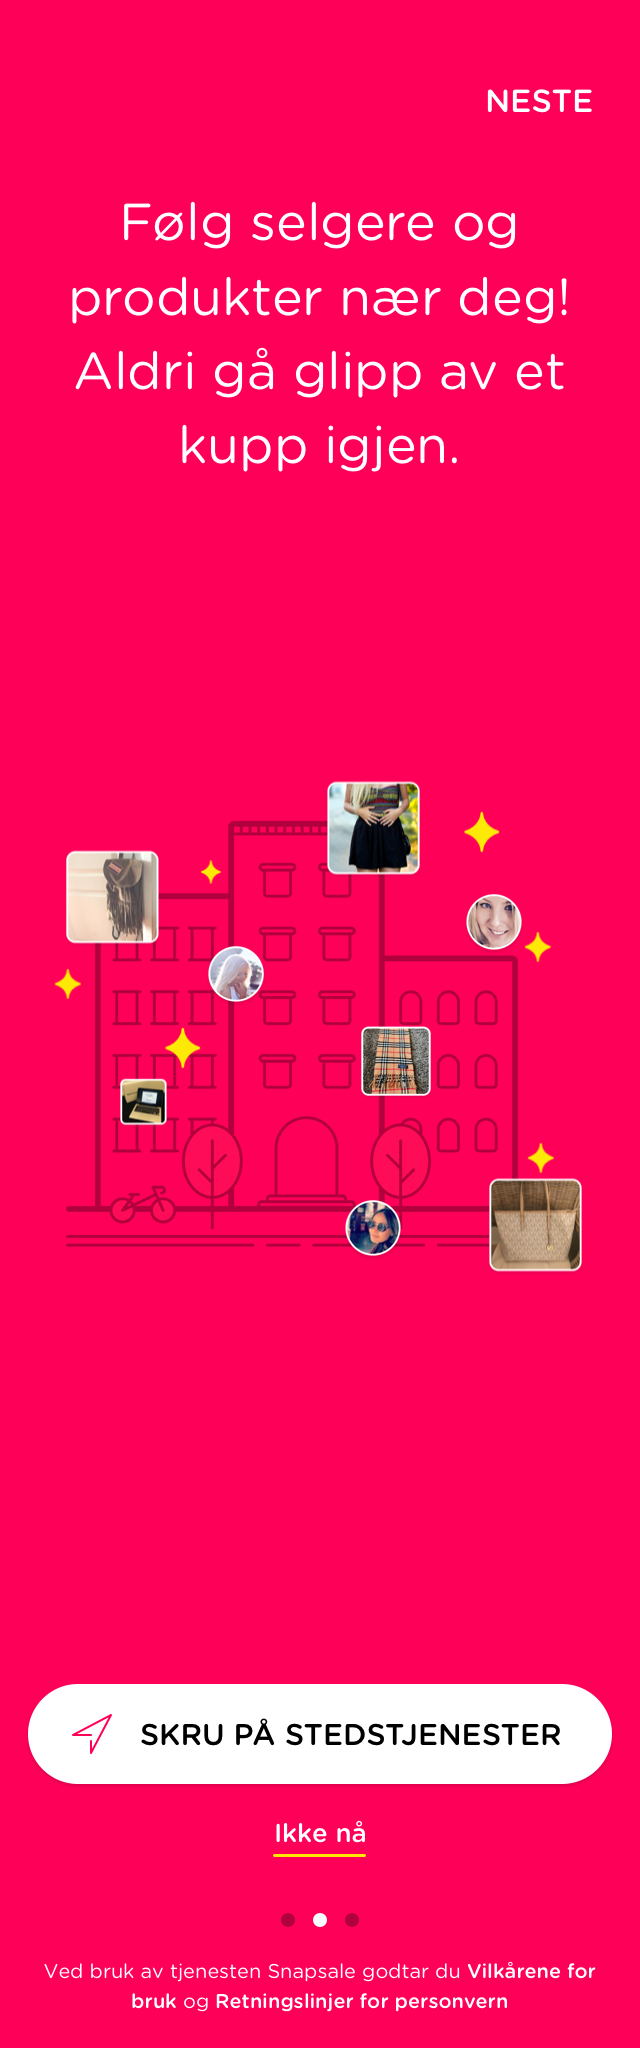 NESTE
Følg selgere og
produkter nær deg!
Aldri gå glipp av et
kupp igjen.
SKRU PÅ STEDSTJENESTER
Ikke nå
Ved bruk av tjenesten Snapsale godtar du Vilkårene for
bruk og Retningslinjer for personvern